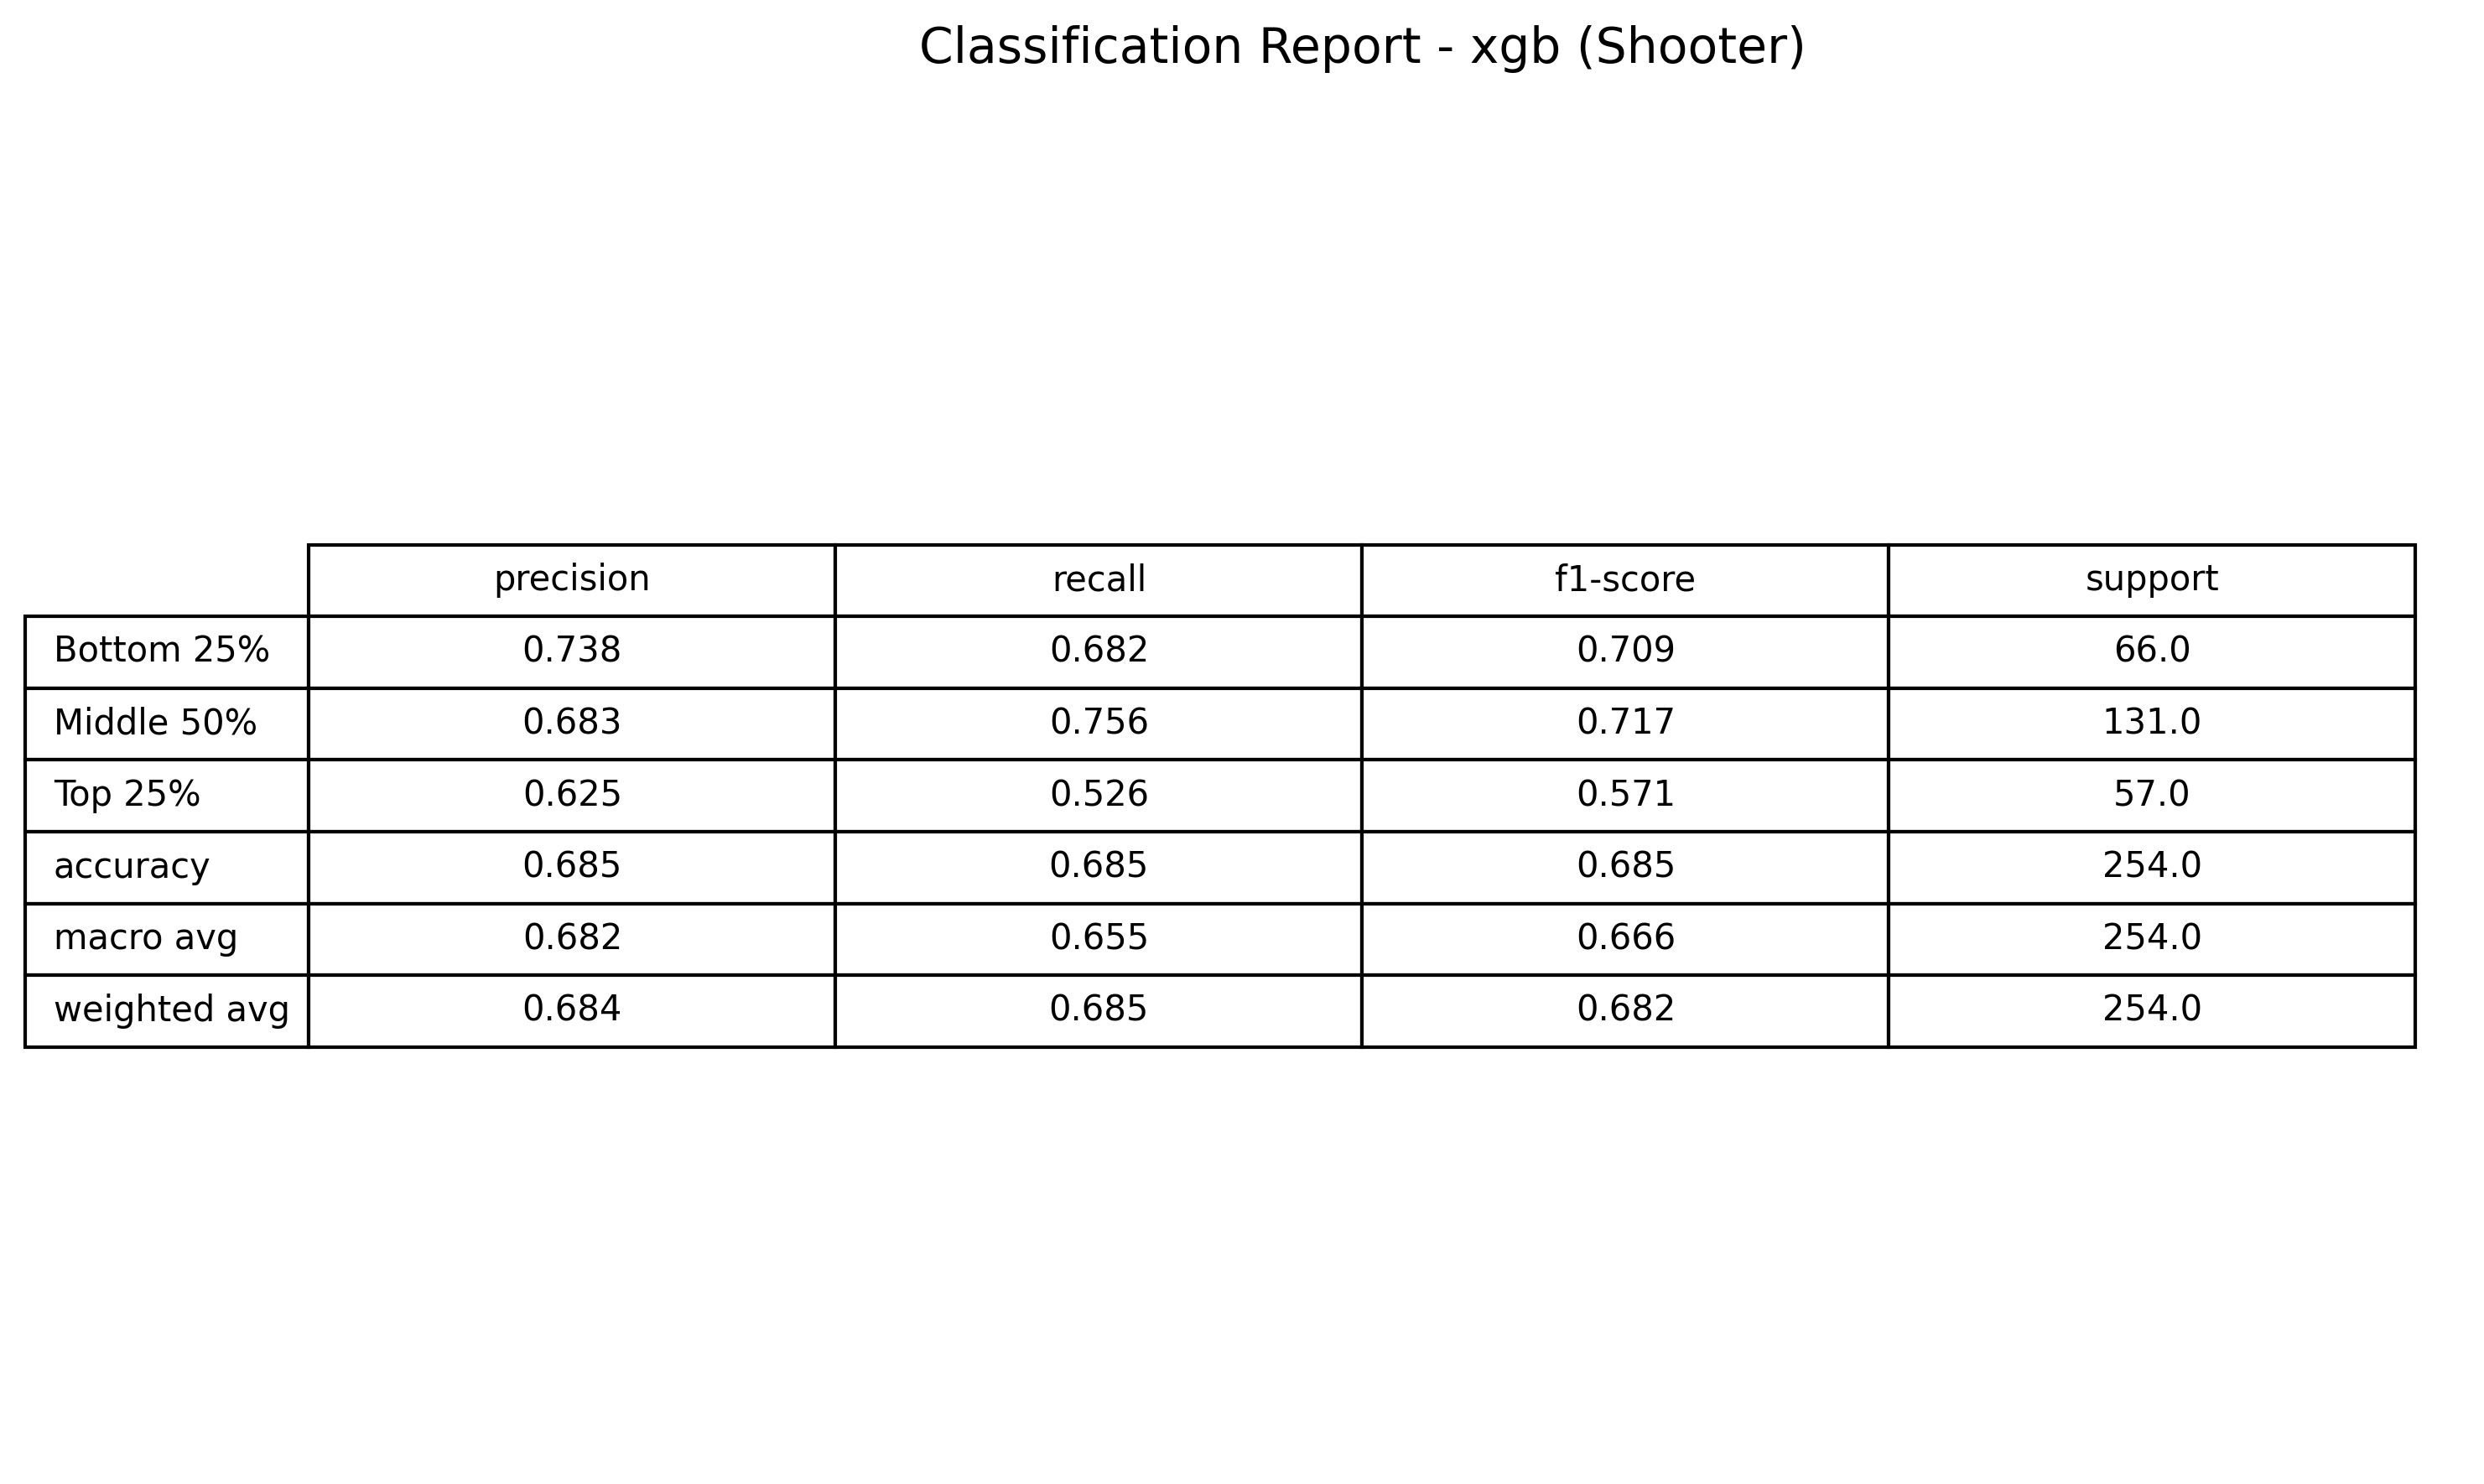 Classification Report - xgb (Shooter)
precision recall f1-score support
Bottom 25% 0.738 0.682 0.709 66.0
Middle 50% 0.683 0.756 0.717 131.0
Top 25% 0.625 0.526 0.571 57.0
accuracy 0.685 0.685 0.685 254.0
macro avg 0.682 0.655 0.666 254.0
weighted avg 0.684 0.685 0.682 254.0